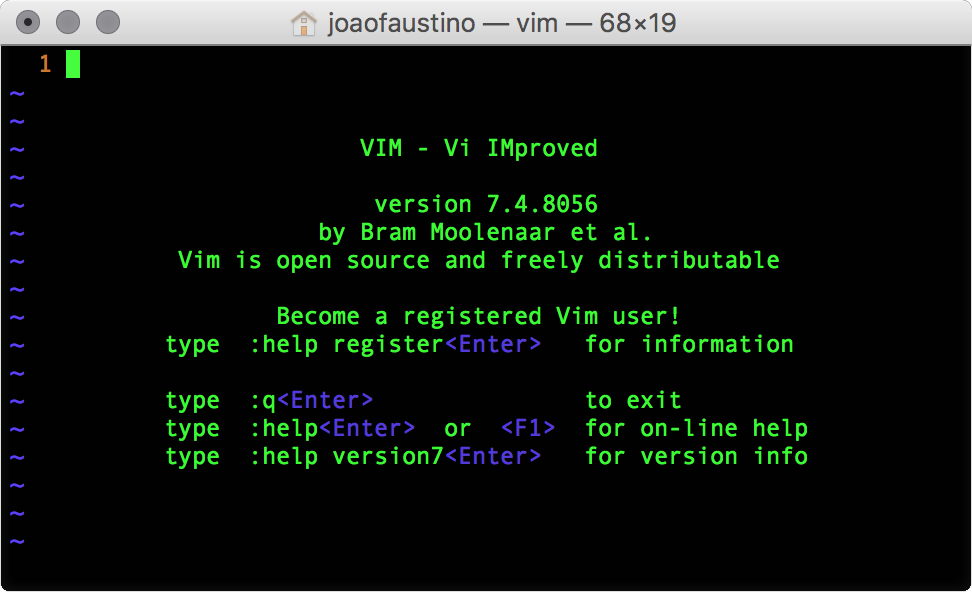 joaofaustino — vim — 68×19
1
~
~
~ VIM - Vi IMproved
~
~ version 7.4.8056
~ by Bram Moolenaar et al.
~ Vim is open source and freely distributable
~
~ Become a registered Vim user!
~ type :help register<Enter> for information
~
~ type :q<Enter> to exit
~ type :help<Enter> or <F1> for on-line help
~ type :help version7<Enter> for version info
~
~
~